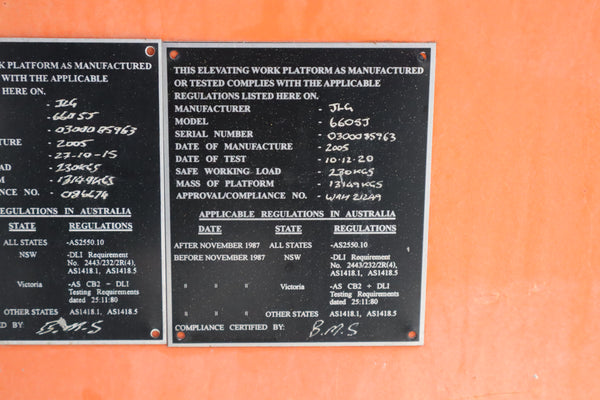 K PLATFORM AS MANUFACTURED
WITH THE APPLICABLE
HERE ON.
- JLG
- 660SJ
- 0300085963
TURE - 2005
- 27-10-15
AD - 230KGS
M - 13149KGS
NCE NO. - 086674
REGULATIONS IN AUSTRALIA
STATE REGULATIONS
ALL STATES -AS2550.10
NSW -DLI Requirement
No. 2443/232/2R(4),
AS1418.1, AS1418.5
Victoria -AS CB2 - DLI
Testing Requirements
dated 25:11:80
OTHER STATES AS1418.1, AS1418.5
ED BY: B.M.S
THIS ELEVATING WORK PLATFORM AS MANUFACTURED
OR TESTED COMPLIES WITH THE APPLICABLE
REGULATIONS LISTED HERE ON.
MANUFACTURER - JLG
MODEL - 660SJ
SERIAL NUMBER - 0300085963
DATE OF MANUFACTURE - 2005
DATE OF TEST - 10.12.20
SAFE WORKING LOAD - 230KGS
MASS OF PLATFORM - 13149KGS
APPROVAL/COMPLIANCE NO. - WAH 21249
APPLICABLE REGULATIONS IN AUSTRALIA
DATE STATE REGULATIONS
AFTER NOVEMBER 1987 ALL STATES -AS2550.10
BEFORE NOVEMBER 1987 NSW -DLI Requirement
No. 2443/232/2R(4),
AS1418.1, AS1418.5
" " Victoria -AS CB2 + DLI
Testing Requirements
dated 25:11:80
" " OTHER STATES AS1418.1, AS1418.5
COMPLIANCE CERTIFIED BY: B.M.S